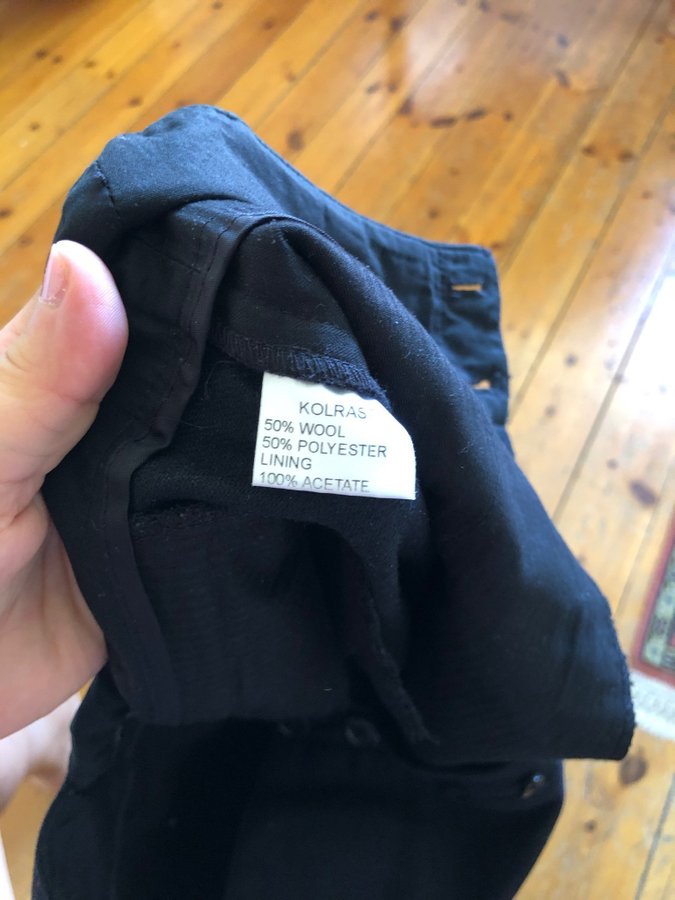 KOLRAS
50% WOOL
50% POLYESTER
LINING
100% ACETATE